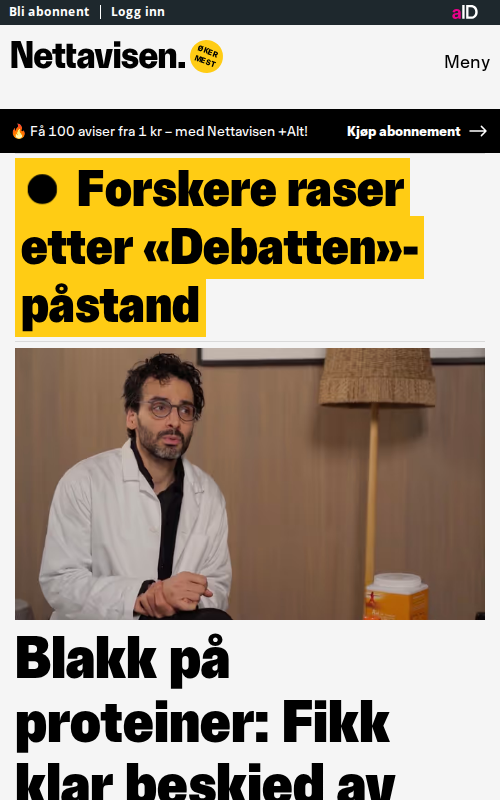 Bli abonnent | Logg inn
aID
Nettavisen.
ØKER
MEST
Meny
🔥 Få 100 aviser fra 1 kr – med Nettavisen +Alt!
Kjøp abonnement →
Forskere raser
etter «Debatten»-
påstand
Blakk på
proteiner: Fikk
klar beskjed av